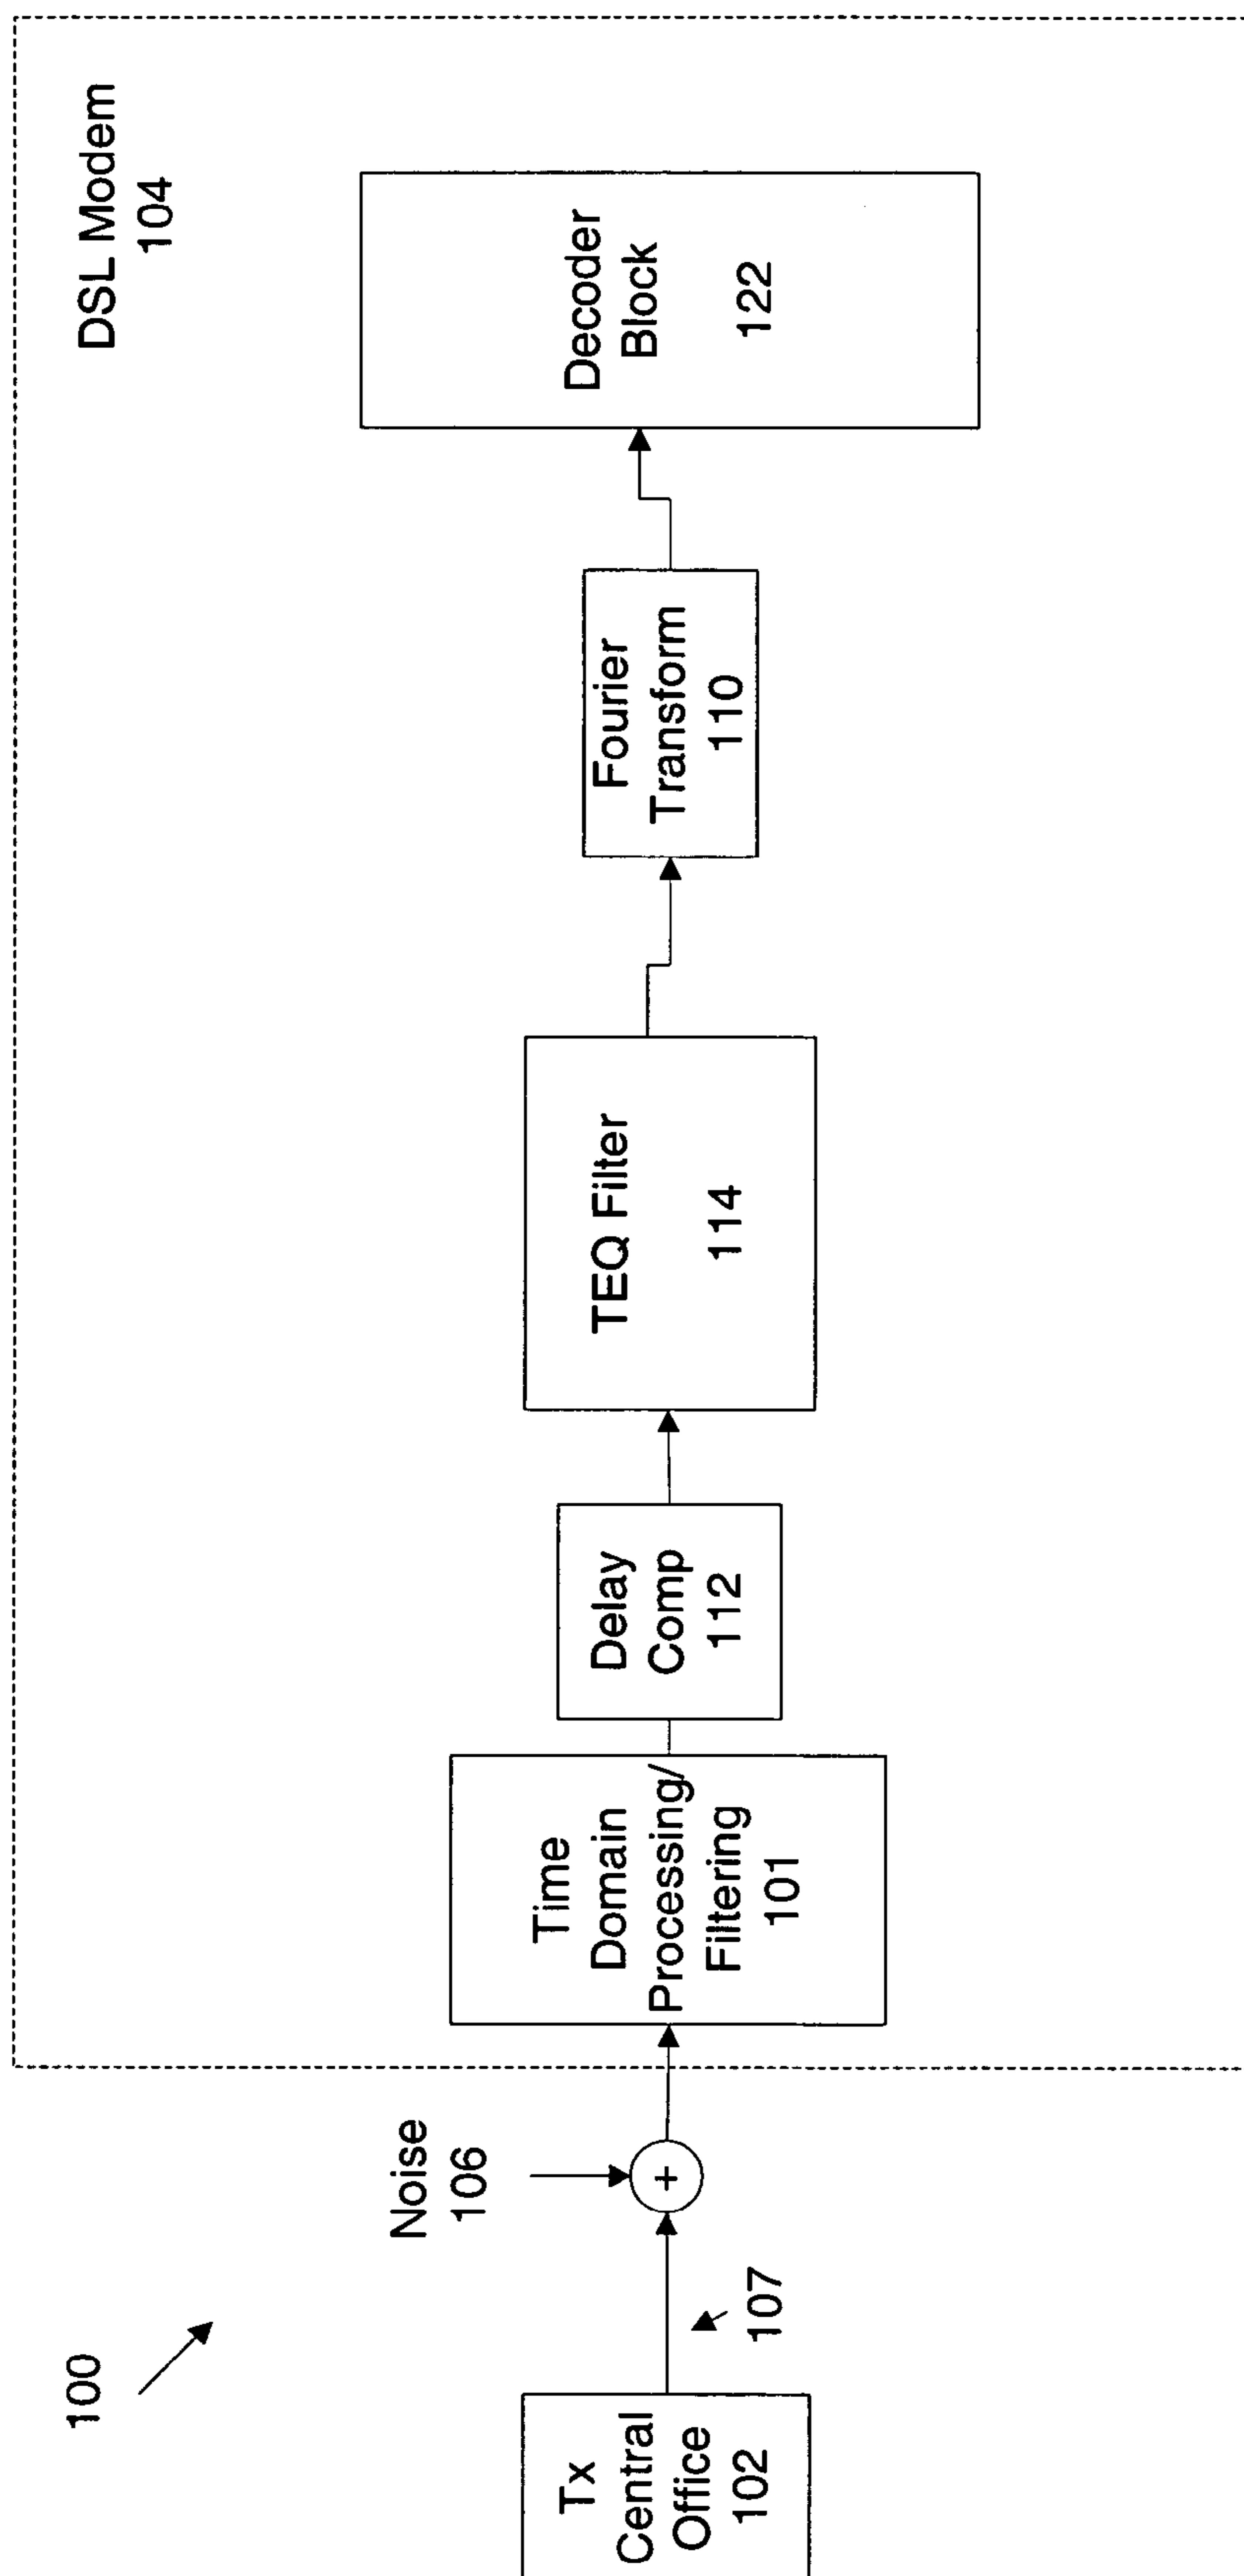 100
Tx
Central
Office
102
107
Noise
106
+
Time
Domain
Processing/
Filtering
101
Delay
Comp
112
TEQ Filter
114
Fourier
Transform
110
Decoder
Block
122
DSL Modem
104